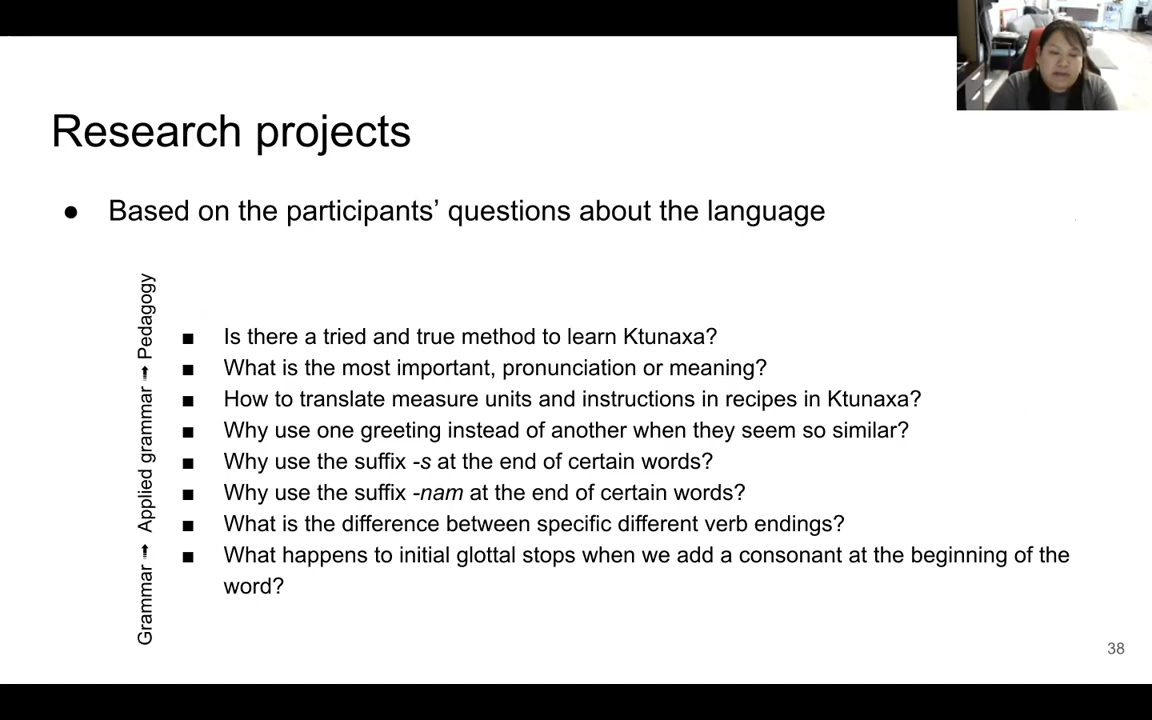 Research projects
● Based on the participants’ questions about the language
Grammar ➟ Applied grammar ➟ Pedagogy
■ Is there a tried and true method to learn Ktunaxa?
■ What is the most important, pronunciation or meaning?
■ How to translate measure units and instructions in recipes in Ktunaxa?
■ Why use one greeting instead of another when they seem so similar?
■ Why use the suffix -s at the end of certain words?
■ Why use the suffix -nam at the end of certain words?
■ What is the difference between specific different verb endings?
■ What happens to initial glottal stops when we add a consonant at the beginning of the
word?
38